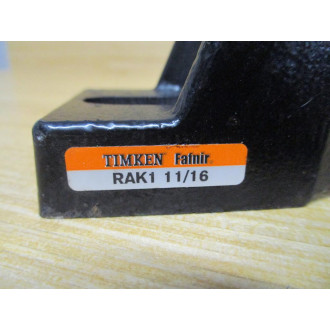 TIMKEN Fafnir
RAK1 11/16